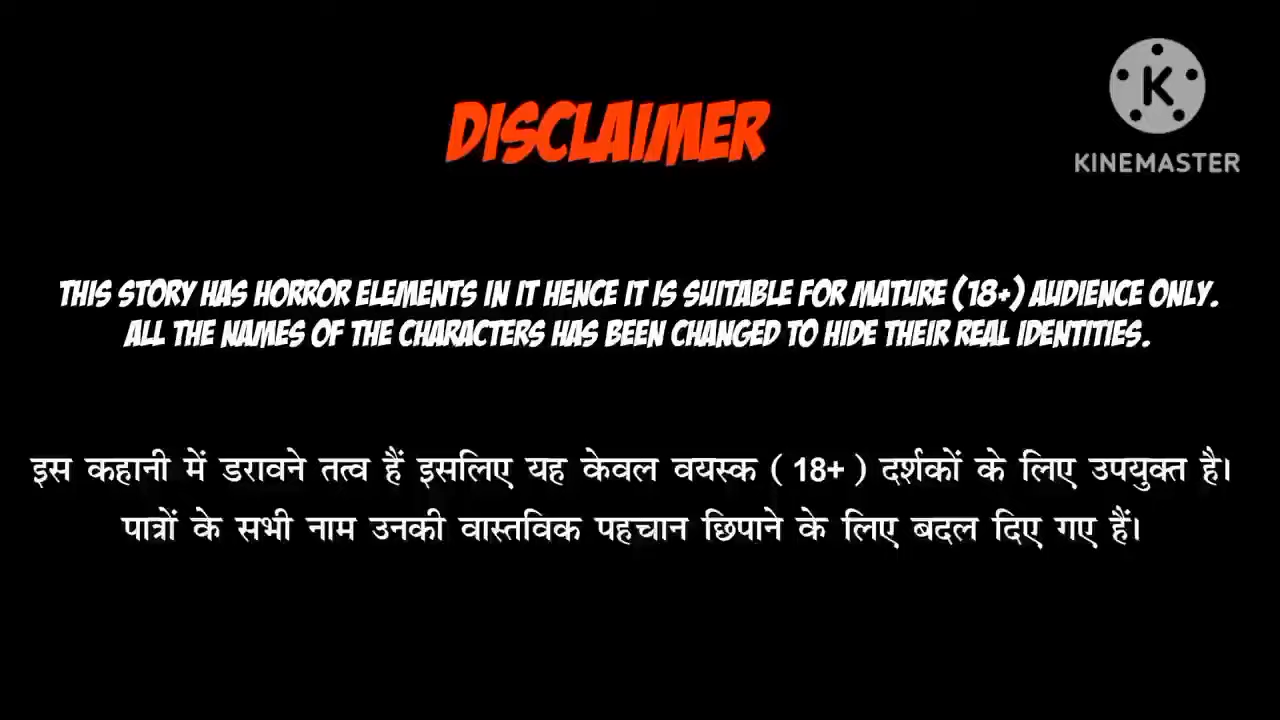 DISCLAIMER
K
KINEMASTER
THIS STORY HAS HORROR ELEMENTS IN IT HENCE IT IS SUITABLE FOR MATURE (18+) AUDIENCE ONLY.
ALL THE NAMES OF THE CHARACTERS HAS BEEN CHANGED TO HIDE THEIR REAL IDENTITIES.
इस कहानी में डरावने तत्व हैं इसलिए यह केवल वयस्क ( 18+ ) दर्शकों के लिए उपयुक्त है।
पात्रों के सभी नाम उनकी वास्तविक पहचान छिपाने के लिए बदल दिए गए हैं।